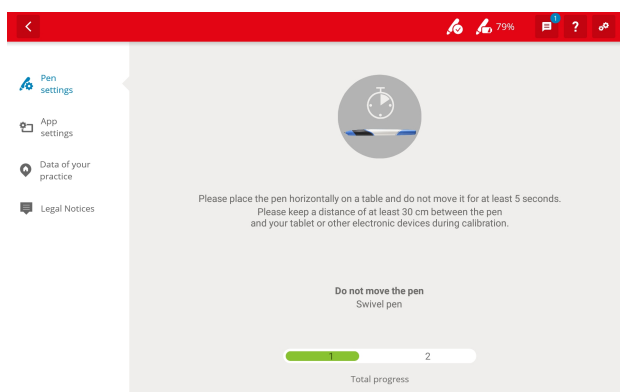 79%
1
?
Pen
settings
App
settings
Data of your
practice
Legal Notices
Please place the pen horizontally on a table and do not move it for at least 5 seconds.
Please keep a distance of at least 30 cm between the pen
and your tablet or other electronic devices during calibration.
Do not move the pen
Swivel pen
1 2
Total progress